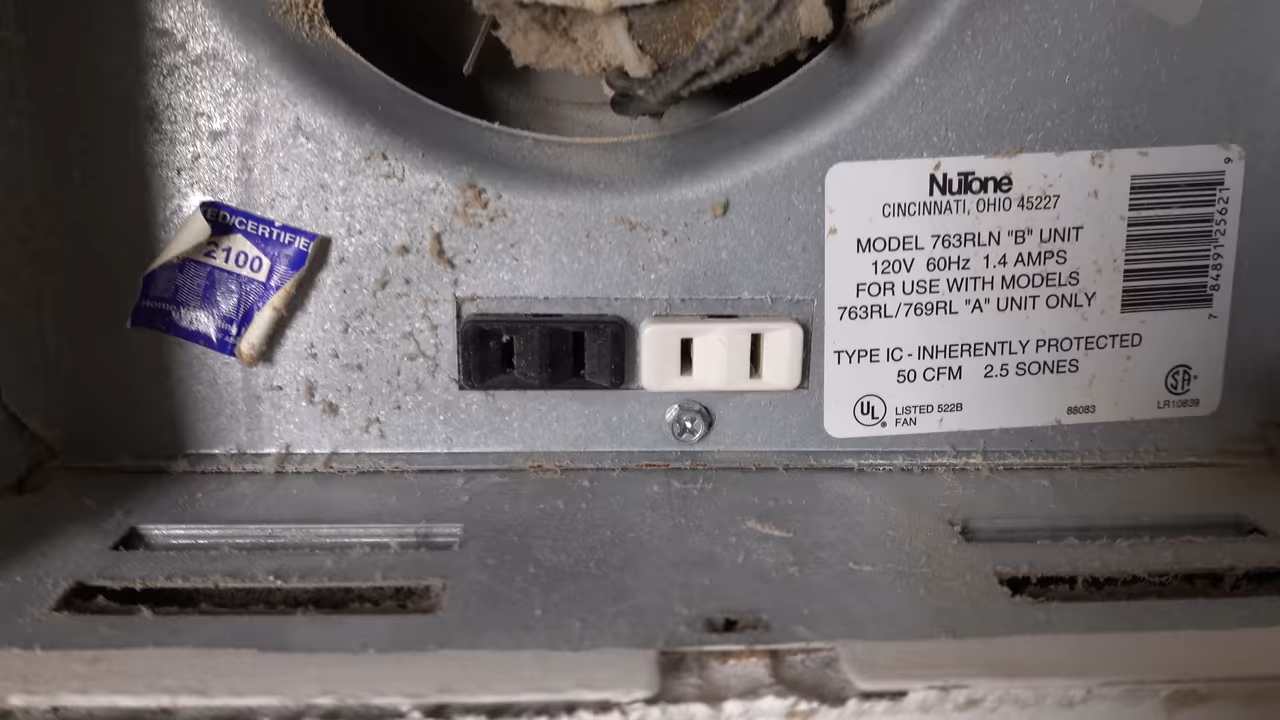 ED/CERTIFIE
2100
NuTone
CINCINNATI, OHIO 45227
MODEL 763RLN "B" UNIT
120V 60Hz 1.4 AMPS
FOR USE WITH MODELS
763RL/769RL "A" UNIT ONLY
TYPE IC - INHERENTLY PROTECTED
50 CFM 2.5 SONES
UL LISTED 522B
FAN
88083
SA
LR10839
7 84891 25621 9